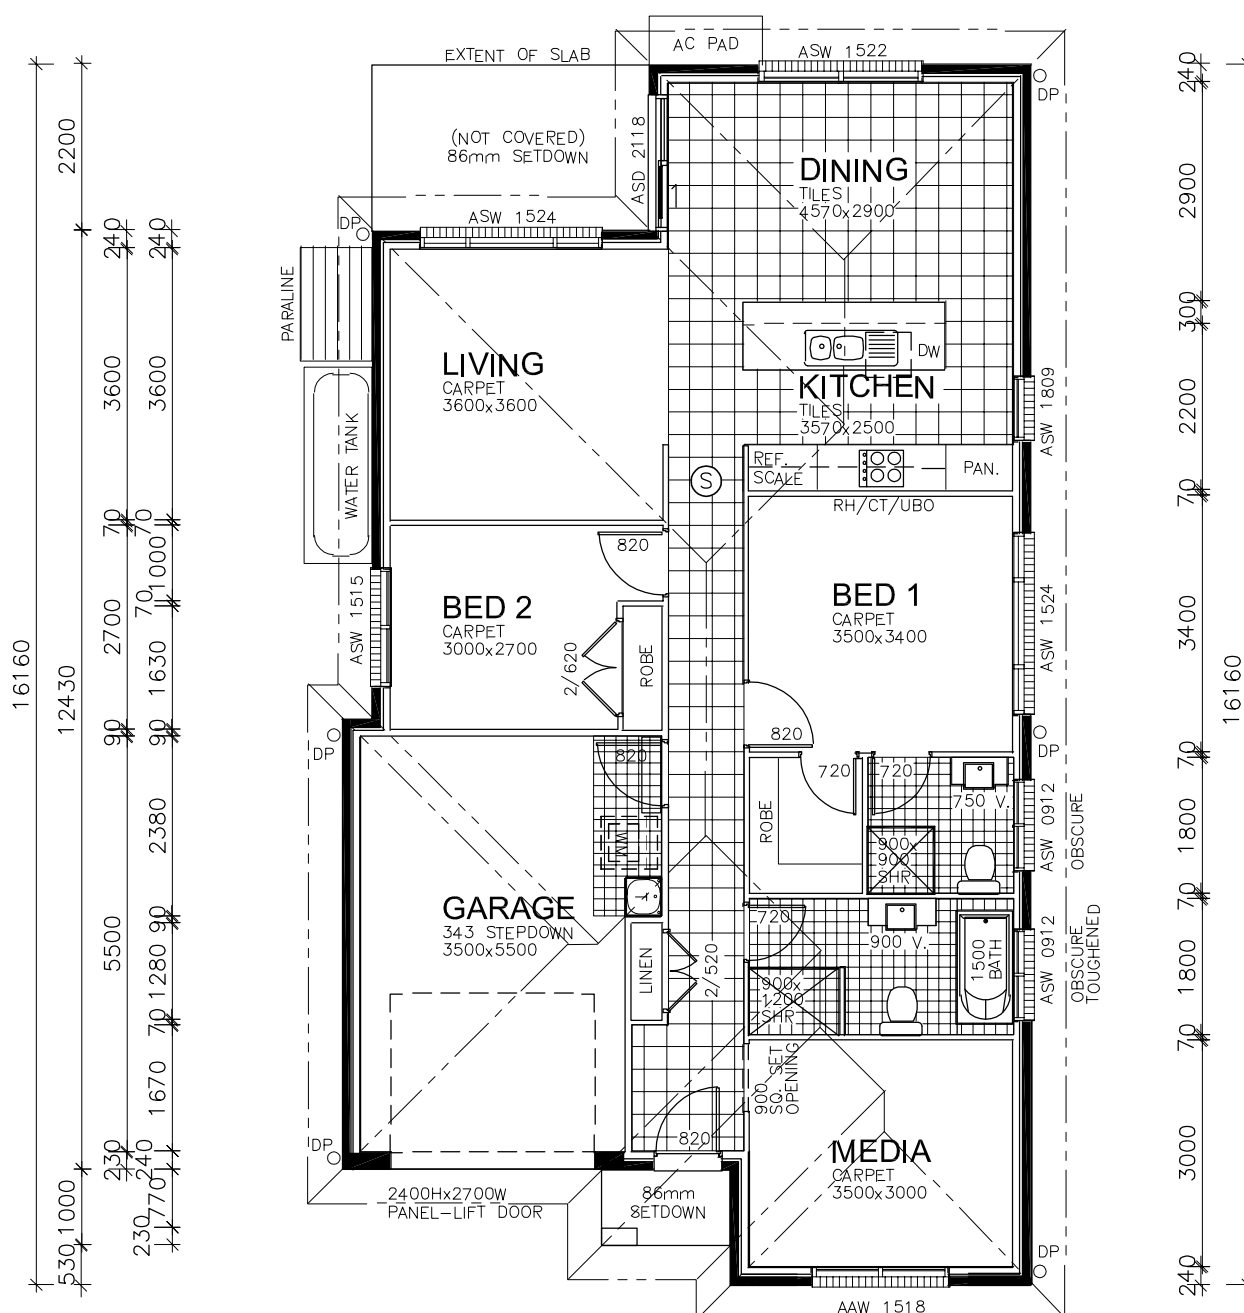 AC PAD
EXTENT OF SLAB
ASW 1522
240
DP
240
2200
(NOT COVERED)
86mm SETDOWN
ASD 2118
DINING
TILES
4570x2900
2900
ASW 1524
DP
240
240
PARALINE
300
DW
LIVING
CARPET
3600x3600
3600
3600
KITCHEN
TILES
3570x2500
ASW 1809
2200
WATER TANK
REF.
SCALE
PAN.
S
RH/CT/UBO
70
70
70
1000
820
BED 2
CARPET
3000x2700
BED 1
CARPET
3500x3400
ASW 1515
ASW 1524
3400
70
2700
1630
2/620
ROBE
16160
12430
16160
90
90
DP
820
820
DP
70
720
720
750 V.
ROBE
2380
WM
900x
900
SHR
ASW 0912
OBSCURE
1800
70
GARAGE
343 STEPDOWN
3500x5500
5500
90
720
900 V.
LINEN
2/520
1280
900x
1200
SHR
1500
BATH
ASW 0912
OBSCURE
TOUGHENED
1800
70
70
1670
900
SQ. SET
OPENING
820
DP
230
240
MEDIA
CARPET
3500x3000
3000
2400Hx2700W
PANEL-LIFT DOOR
86mm
SETDOWN
1000
770
230
530
DP
240
AAW 1518